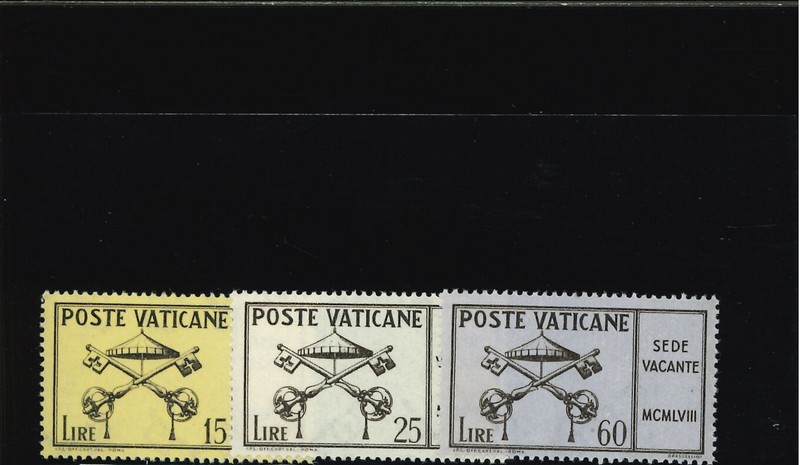 POSTE VATICANE
LIRE 15
POSTE VATICANE
LIRE 25
POSTE VATICANE
LIRE 60
SEDE
VACANTE
MCMLVIII